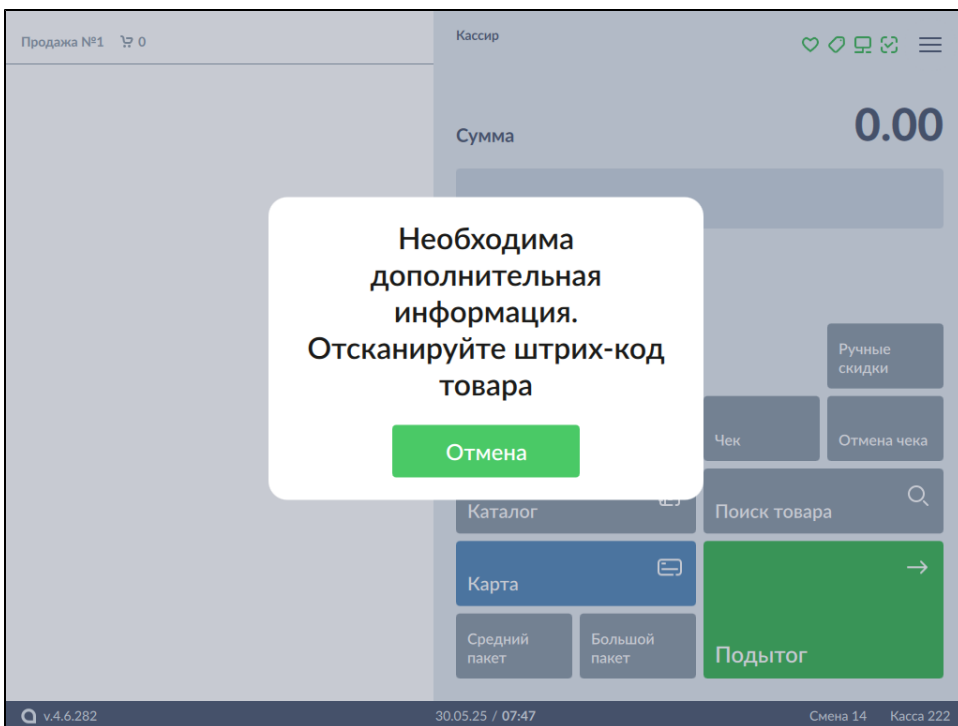 Продажа №1 0
Кассир
Сумма
0.00
Необходима
дополнительная
информация.
Отсканируйте штрих-код
товара
Отмена
Ручные
скидки
Чек
Отмена чека
Каталог
Поиск товара
Карта
Средний
пакет
Большой
пакет
Подытог
v.4.6.282
30.05.25 / 07:47
Смена 14
Касса 222